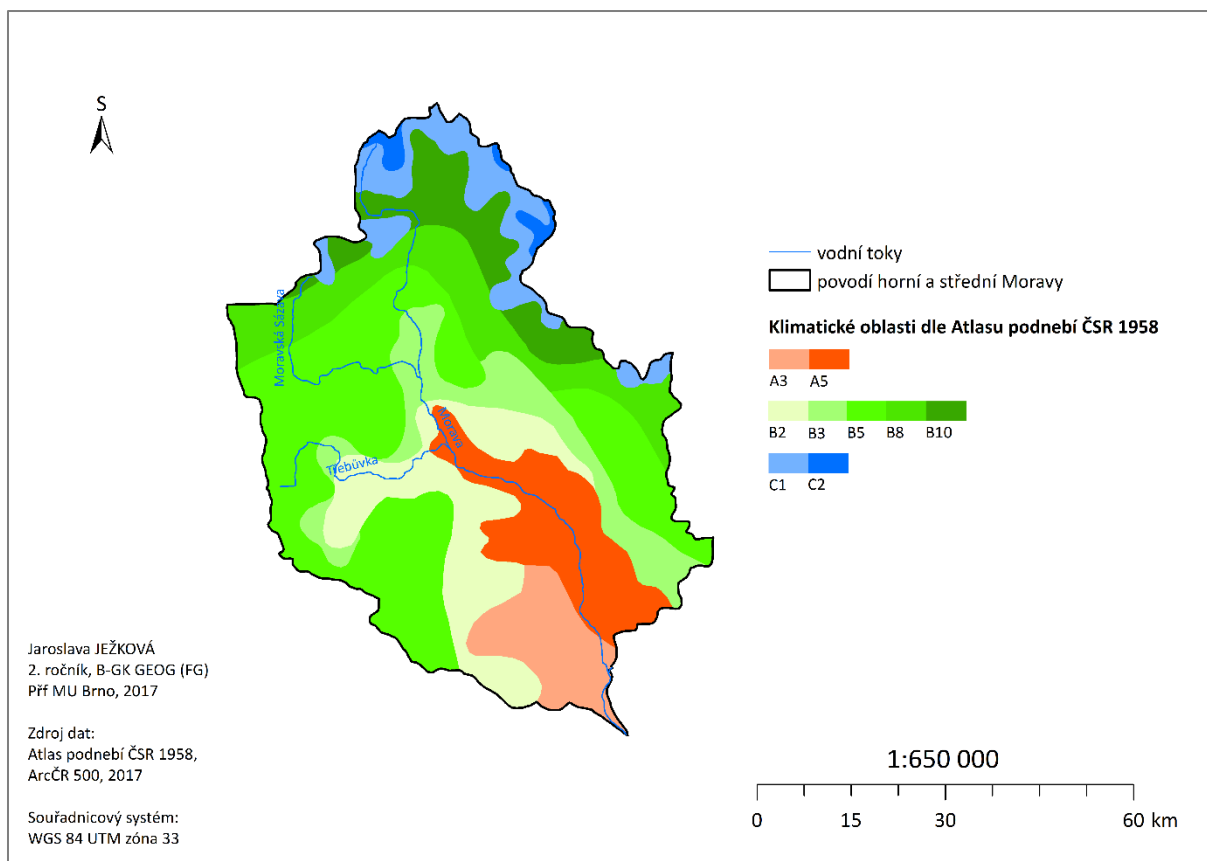 S
Moravská Sázava
Morava
Třebůvka
vodní toky
povodí horní a střední Moravy
Klimatické oblasti dle Atlasu podnebí ČSR 1958
A3 A5
B2 B3 B5 B8 B10
C1 C2
Jaroslava JEŽKOVÁ
2. ročník, B-GK GEOG (FG)
Přf MU Brno, 2017
Zdroj dat:
Atlas podnebí ČSR 1958,
ArcČR 500, 2017
Souřadnicový systém:
WGS 84 UTM zóna 33
1:650 000
0 15 30 60 km